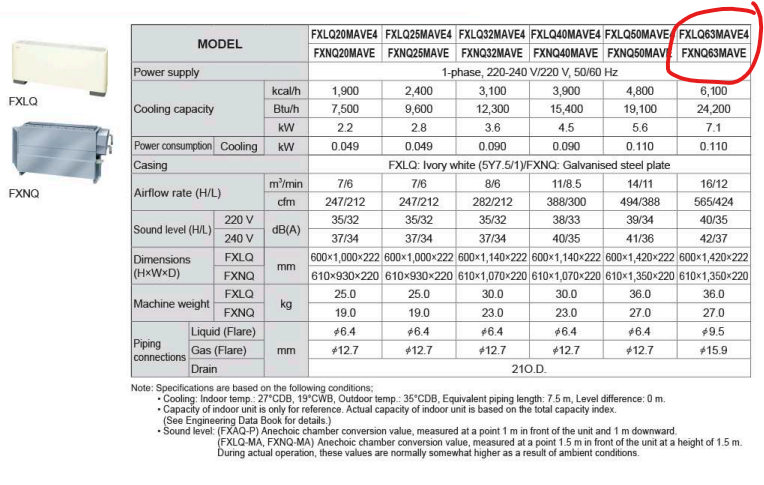 MODEL FXLQ20MAVE4 FXLQ25MAVE4 FXLQ32MAVE4 FXLQ40MAVE4 FXLQ50MAVE4 FXLQ63MAVE4
FXNQ20MAVE FXNQ25MAVE FXNQ32MAVE FXNQ40MAVE FXNQ50MAVE FXNQ63MAVE
Power supply 1-phase, 220-240 V/220 V, 50/60 Hz
Cooling capacity kcal/h 1,900 2,400 3,100 3,900 4,800 6,100
Btu/h 7,500 9,600 12,300 15,400 19,100 24,200
kW 2.2 2.8 3.6 4.5 5.6 7.1
Power consumption Cooling kW 0.049 0.049 0.090 0.090 0.110 0.110
Casing FXLQ: Ivory white (5Y7.5/1)/FXNQ: Galvanised steel plate
Airflow rate (H/L) m³/min 7/6 7/6 8/6 11/8.5 14/11 16/12
cfm 247/212 247/212 282/212 388/300 494/388 565/424
Sound level (H/L) 220 V dB(A) 35/32 35/32 35/32 38/33 39/34 40/35
240 V 37/34 37/34 37/34 40/35 41/36 42/37
Dimensions (H×W×D) FXLQ mm 600×1,000×222 600×1,000×222 600×1,140×222 600×1,140×222 600×1,420×222 600×1,420×222
FXNQ 610×930×220 610×930×220 610×1,070×220 610×1,070×220 610×1,350×220 610×1,350×220
Machine weight FXLQ kg 25.0 25.0 30.0 30.0 36.0 36.0
FXNQ 19.0 19.0 23.0 23.0 27.0 27.0
Piping connections Liquid (Flare) mm ⌀6.4 ⌀6.4 ⌀6.4 ⌀6.4 ⌀6.4 ⌀9.5
Gas (Flare) ⌀12.7 ⌀12.7 ⌀12.7 ⌀12.7 ⌀12.7 ⌀15.9
Drain 21O.D.
FXLQ
FXNQ
Note: Specifications are based on the following conditions;
• Cooling: Indoor temp.: 27°CDB, 19°CWB, Outdoor temp.: 35°CDB, Equivalent piping length: 7.5 m, Level difference: 0 m.
• Capacity of indoor unit is only for reference. Actual capacity of indoor unit is based on the total capacity index.
(See Engineering Data Book for details.)
• Sound level: (FXAQ-P) Anechoic chamber conversion value, measured at a point 1 m in front of the unit and 1 m downward.
(FXLQ-MA, FXNQ-MA) Anechoic chamber conversion value, measured at a point 1.5 m in front of the unit at a height of 1.5 m.
During actual operation, these values are normally somewhat higher as a result of ambient conditions.